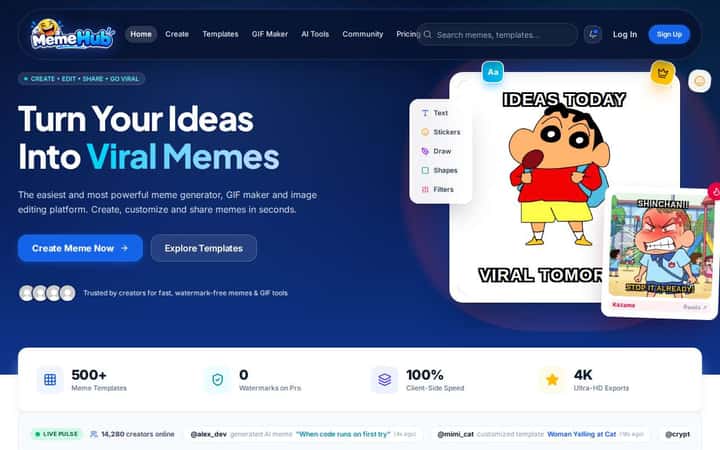 MemeHub
Home
Create
Templates
GIF Maker
AI Tools
Community
Pricing
Search memes, templates...
Log In
Sign Up
CREATE • EDIT • SHARE • GO VIRAL
Turn Your Ideas
Into Viral Memes
The easiest and most powerful meme generator, GIF maker and image
editing platform. Create, customize and share memes in seconds.
Create Meme Now →
Explore Templates
Trusted by creators for fast, watermark-free memes & GIF tools
Aa
Text
Stickers
Draw
Shapes
Filters
IDEAS TODAY
VIRAL TOMOR
SHINCHAN!!!
STOP IT ALREADY!
Kazama
500+
Meme Templates
0
Watermarks on Pro
100%
Client-Side Speed
4K
Ultra-HD Exports
LIVE PULSE
14,280 creators online
@alex_dev generated AI meme "When code runs on first try"
@mimi_cat customized template Woman Yelling at Cat
@crypt